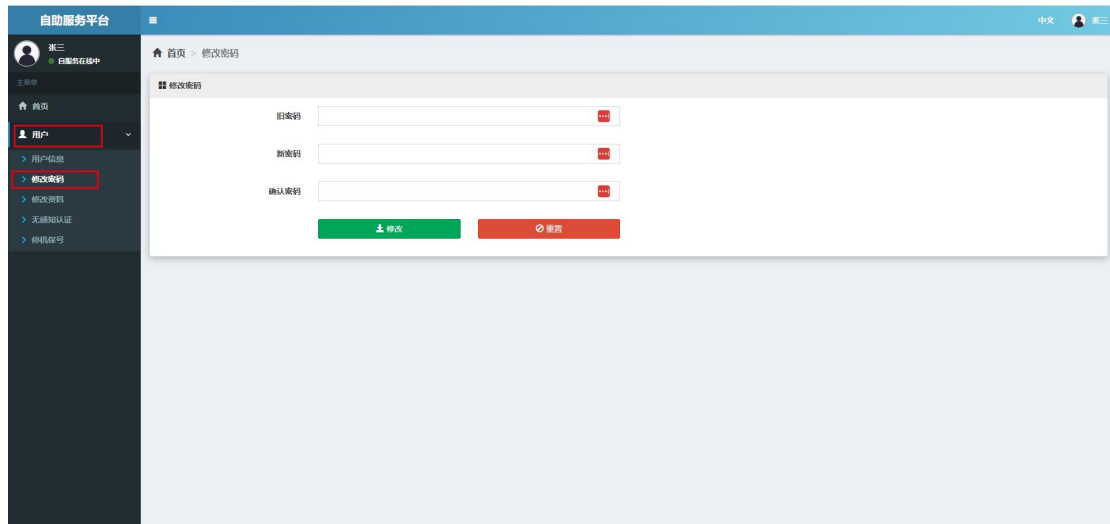 自助服务平台
中文 张三
张三
自服务在线中
首页 > 修改密码
主菜单
修改密码
首页
旧密码
用户
新密码
> 用户信息
> 修改密码
确认密码
> 修改资料
> 无感知认证
修改 重置
> 停机保号